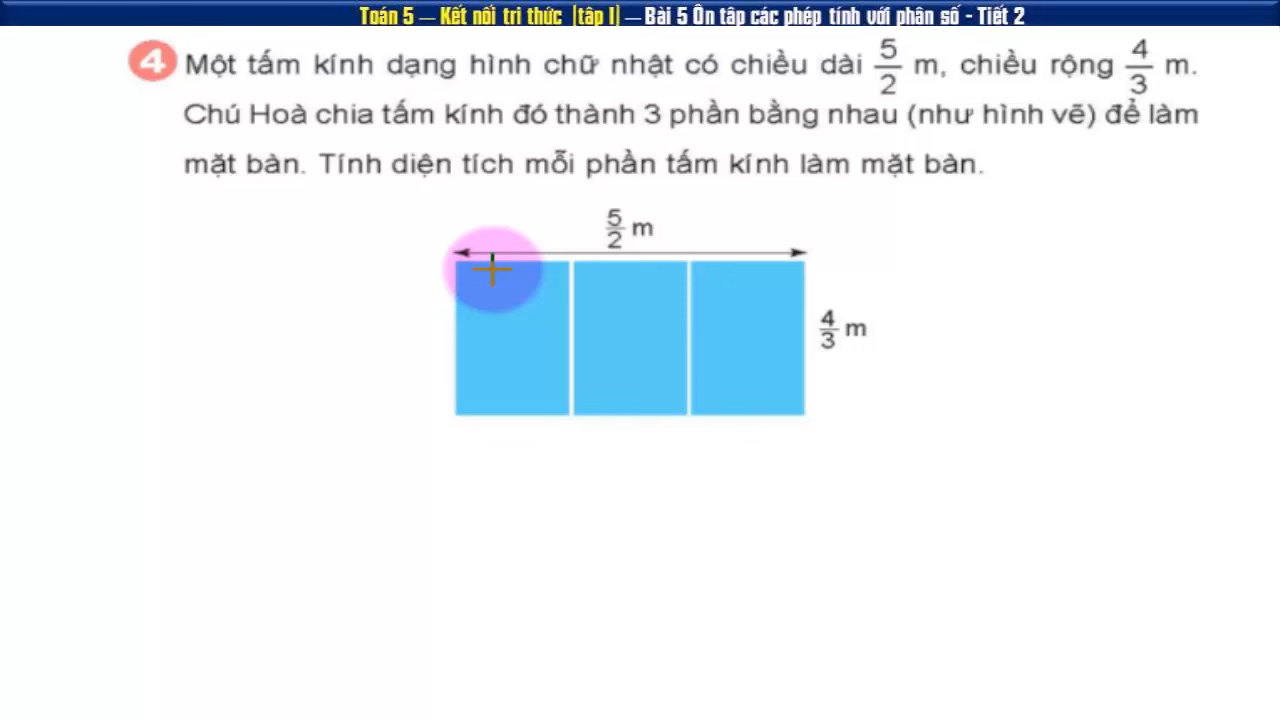 Toán 5 — Kết nối tri thức [tập 1] — Bài 5 Ôn tập các phép tính với phân số - Tiết 2
4 Một tấm kính dạng hình chữ nhật có chiều dài 5/2 m, chiều rộng 4/3 m.
Chú Hoà chia tấm kính đó thành 3 phần bằng nhau (như hình vẽ) để làm
mặt bàn. Tính diện tích mỗi phần tấm kính làm mặt bàn.
5/2 m
4/3 m